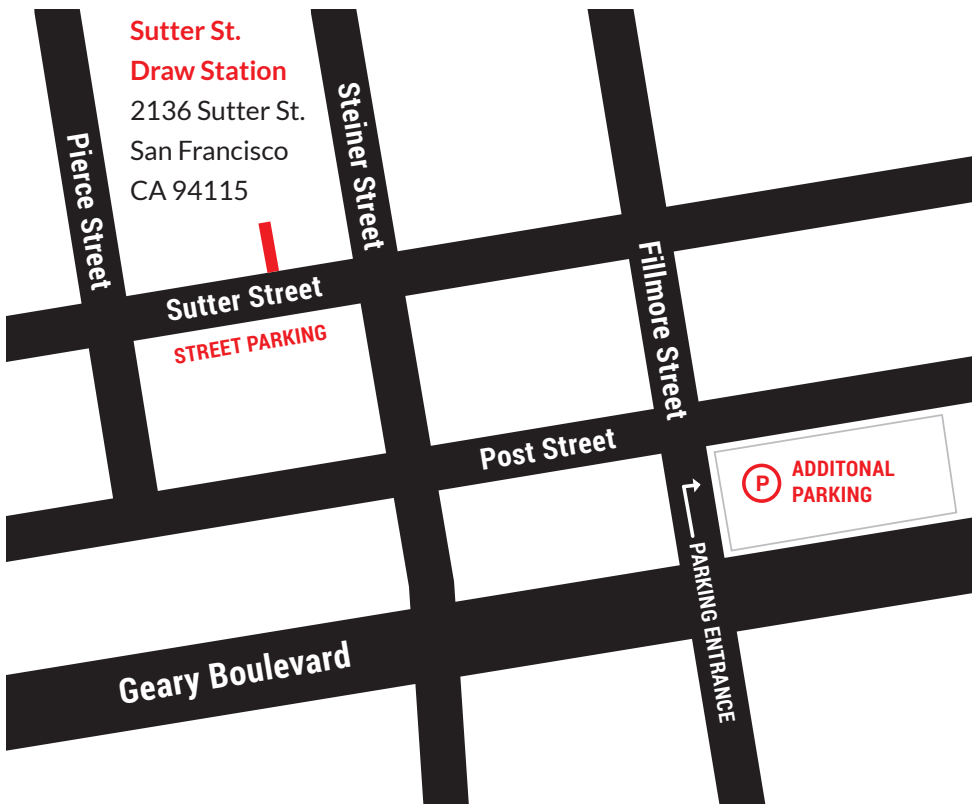 Sutter St.
Draw Station
2136 Sutter St.
San Francisco
CA 94115
Pierce Street
Steiner Street
Sutter Street
STREET PARKING
Fillmore Street
Post Street
P
ADDITONAL
PARKING
PARKING ENTRANCE
Geary Boulevard